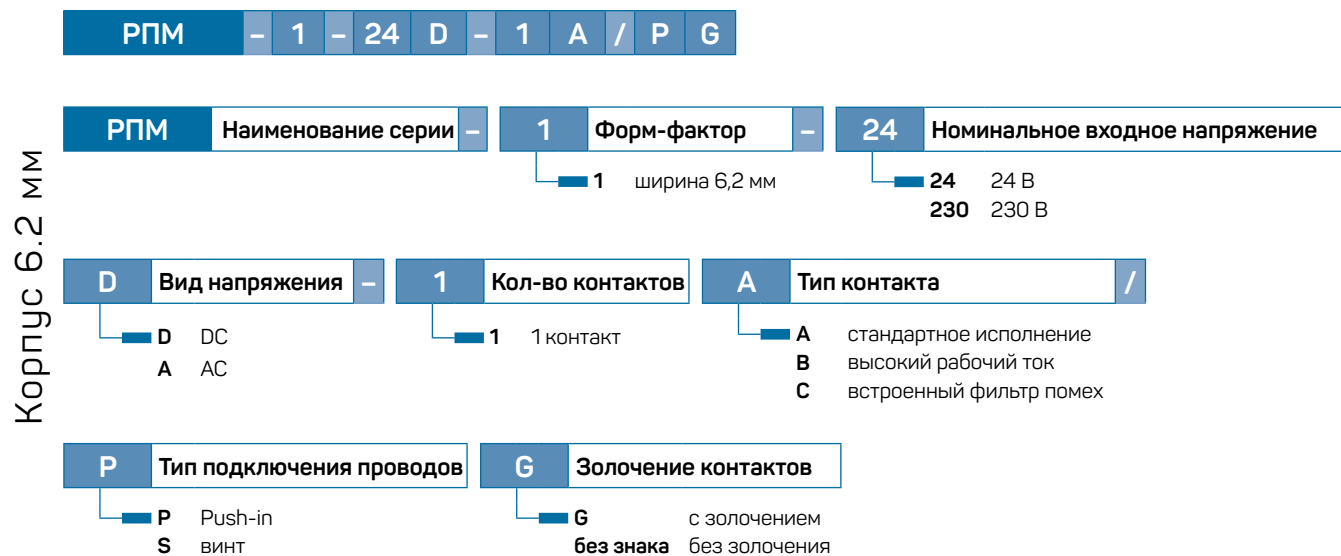 РПМ – 1 – 24 D – 1 A / P G
Корпус 6.2 мм
РПМ Наименование серии – 1 Форм-фактор – 24 Номинальное входное напряжение
1 ширина 6,2 мм 24 24 В
230 230 В
D Вид напряжения – 1 Кол-во контактов A Тип контакта /
D DC 1 1 контакт A стандартное исполнение
A AC B высокий рабочий ток
C встроенный фильтр помех
P Тип подключения проводов G Золочение контактов
P Push-in G с золочением
S винт без знака без золочения